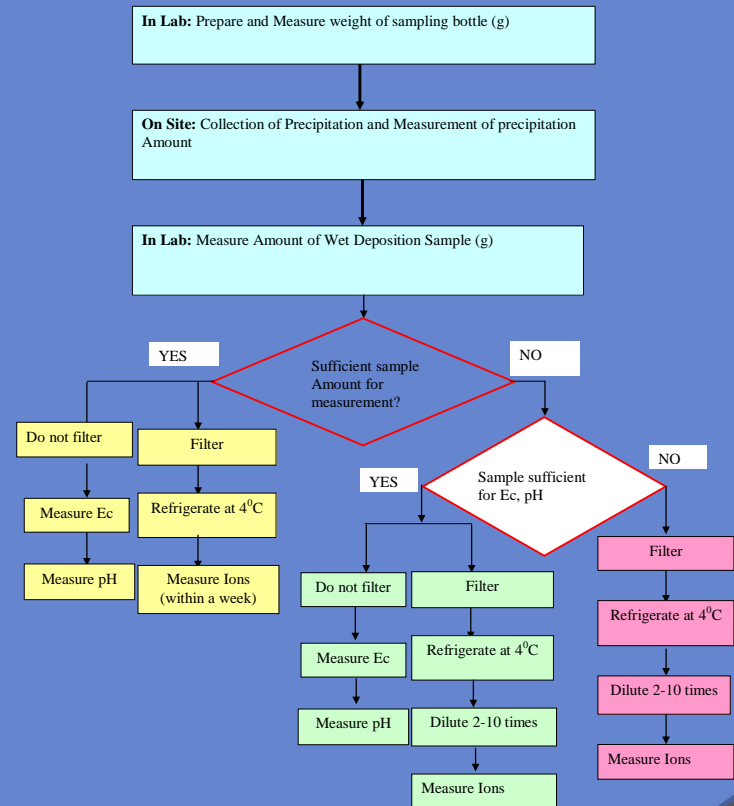 In Lab: Prepare and Measure weight of sampling bottle (g)
On Site: Collection of Precipitation and Measurement of precipitation
Amount
In Lab: Measure Amount of Wet Deposition Sample (g)
YES
Sufficient sample
Amount for
measurement?
NO
Do not filter
Measure Ec
Measure pH
Filter
Refrigerate at 4⁰C
Measure Ions
(within a week)
Sample sufficient
for Ec, pH
YES
NO
Do not filter
Measure Ec
Measure pH
Filter
Refrigerate at 4⁰C
Dilute 2-10 times
Measure Ions
Filter
Refrigerate at 4⁰C
Dilute 2-10 times
Measure Ions